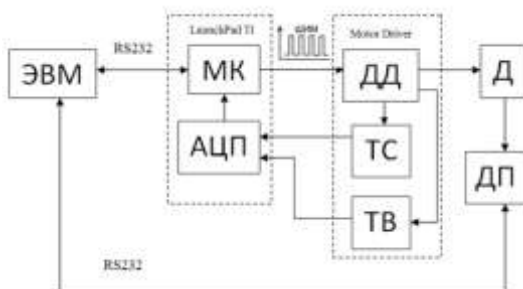 LaunchPad TI
ШИМ
Motor Driver
RS232
ЭВМ
МК
ДД
Д
АЦП
ТС
ДП
ТВ
RS232